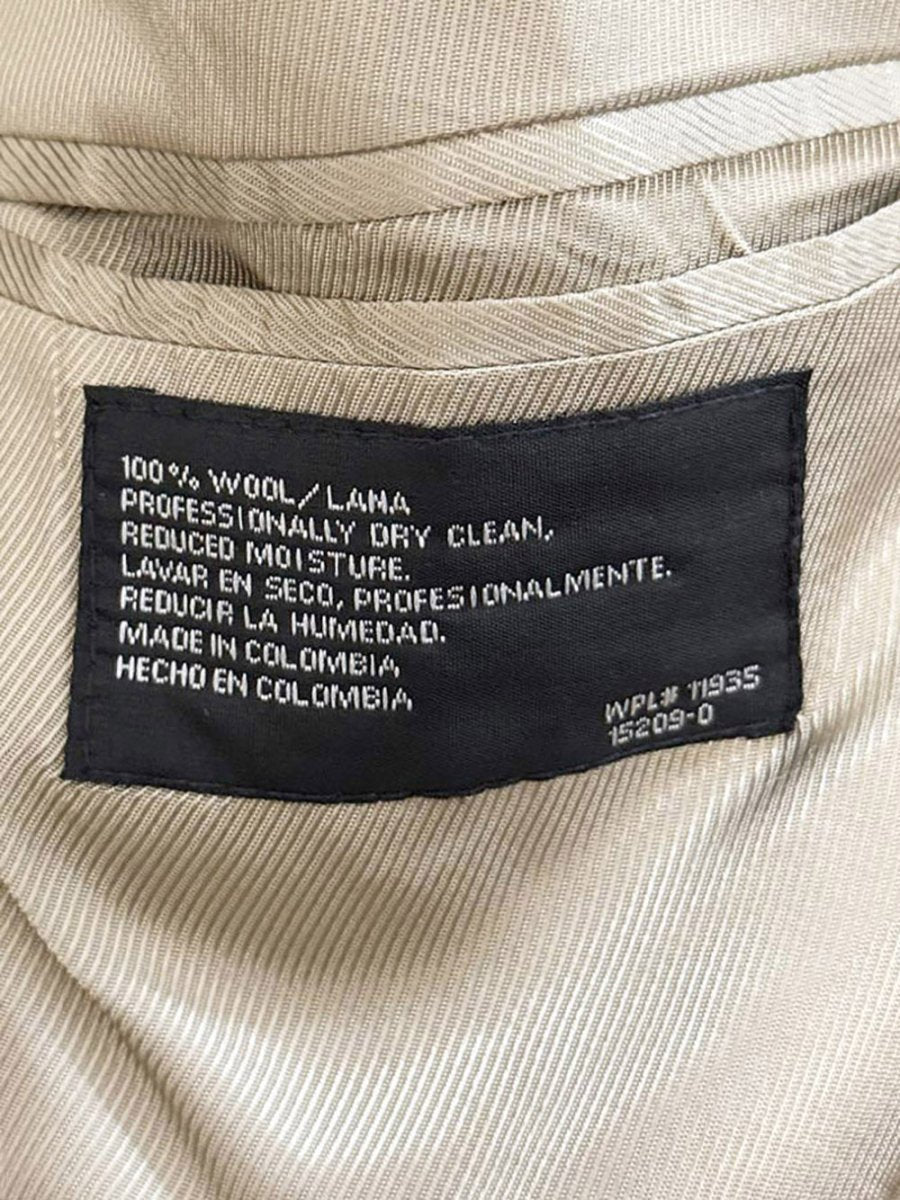 100% WOOL/LANA
PROFESSIONALLY DRY CLEAN,
REDUCED MOISTURE.
LAVAR EN SECO, PROFESIONALMENTE.
REDUCIR LA HUMEDAD.
MADE IN COLOMBIA
HECHO EN COLOMBIA
WPL# 11935
15209-0